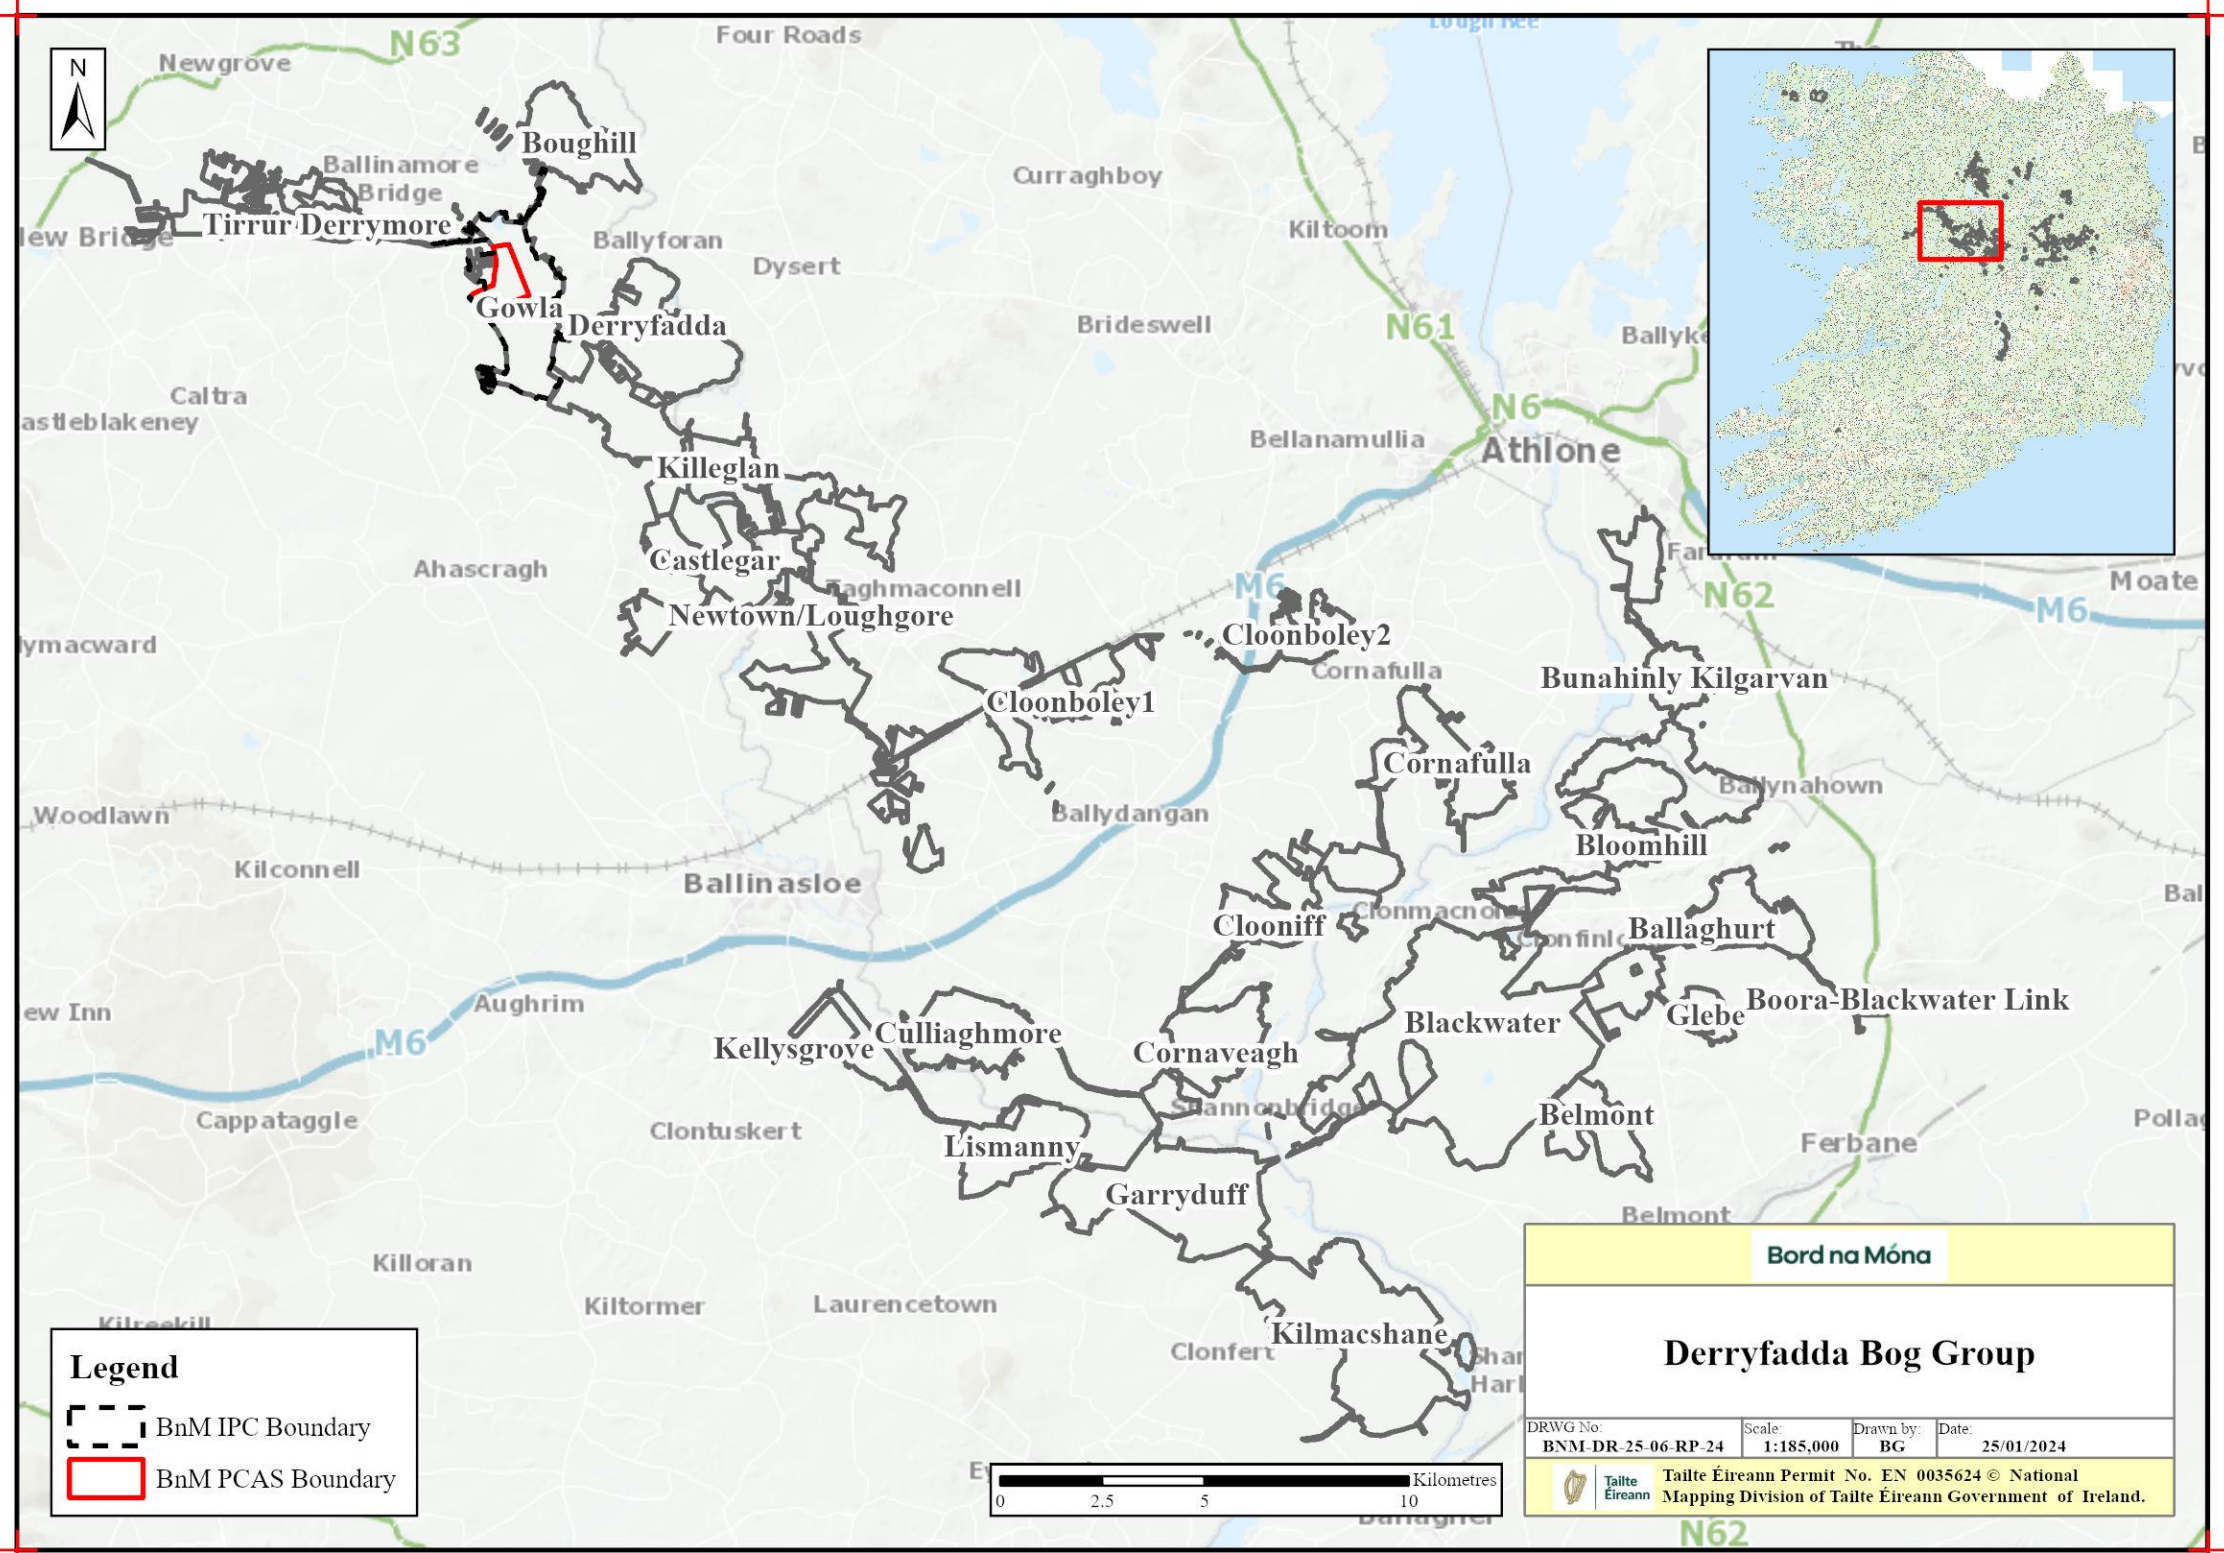 Lough Ree
N63
Four Roads
Newgrove
N
Boughill
Ballinamore
Bridge
Curraghboy
Tirrur Derrymore
Ballyforan
Kiltoom
Dysert
Gowla
Derryfadda
Brideswell
N61
Caltra
N6
Bellanamullia
Athlone
Killeglan
Castlegar
Ahascragh
Taghmaconnell
M6
N62
Moate
M6
Newtown/Loughgore
Cloonboley2
Cornafulla
Bunahinly Kilgarvan
Cloonboley1
Cornafulla
Ballynahown
Woodlawn
Ballydangan
Bloomhill
Kilconnell
Ballinasloe
Clooniff
Ballaghurt
Aughrim
M6
Boora-Blackwater Link
Glebe
Blackwater
Culliaghmore
Kellysgrove
Cornaveagh
Shannonbridge
Belmont
Cappataggle
Clontuskert
Lismanny
Ferbane
Garryduff
Belmont
Killoran
Kiltormer
Laurencetown
Kilreekill
Kilmacshane
Clonfert
Legend
BnM IPC Boundary
BnM PCAS Boundary
Kilometres
0 2.5 5 10
Bord na Móna
Derryfadda Bog Group
DRWG No: Scale: Drawn by: Date:
BNM-DR-25-06-RP-24 1:185,000 BG 25/01/2024
Tailte
Éireann
Tailte Éireann Permit No. EN 0035624 © National
Mapping Division of Tailte Éireann Government of Ireland.
N62